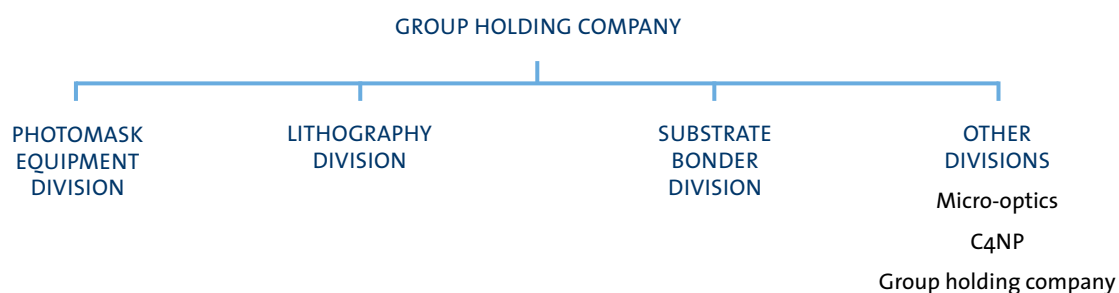 GROUP HOLDING COMPANY
PHOTOMASK
EQUIPMENT
DIVISION
LITHOGRAPHY
DIVISION
SUBSTRATE
BONDER
DIVISION
OTHER
DIVISIONS
Micro-optics
C4NP
Group holding company